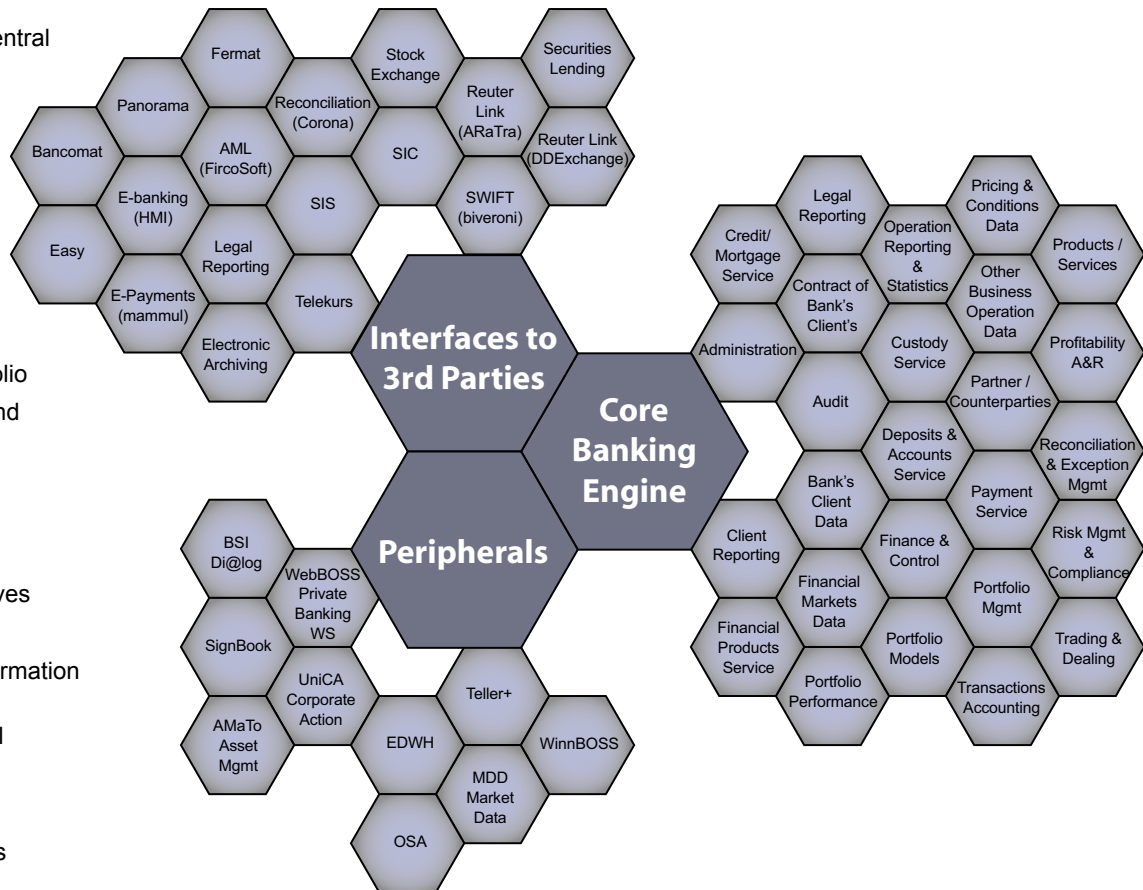 entral
olio
nd
ves
rmation
l
s
Fermat
Stock
Exchange
Securities
Lending
Panorama
Reconciliation
(Corona)
Reuter
Link
(ARaTra)
Bancomat
AML
(FircoSoft)
SIC
Reuter Link
(DDExchange)
E-banking
(HMI)
SIS
SWIFT
(biveroni)
Easy
Legal
Reporting
E-Payments
(mammul)
Telekurs
Electronic
Archiving
Interfaces to
3rd Parties
Core
Banking
Engine
Peripherals
Legal
Reporting
Pricing &
Conditions
Data
Credit/
Mortgage
Service
Operation
Reporting
&
Statistics
Products /
Services
Contract of
Bank's
Client's
Other
Business
Operation
Data
Administration
Custody
Service
Profitability
A&R
Audit
Partner /
Counterparties
Deposits &
Accounts
Service
Reconciliation
& Exception
Mgmt
Bank's
Client
Data
Payment
Service
Client
Reporting
Finance &
Control
Risk Mgmt
&
Compliance
Financial
Markets
Data
Portfolio
Mgmt
Financial
Products
Service
Portfolio
Models
Trading &
Dealing
Portfolio
Performance
Transactions
Accounting
BSI
Di@log
WebBOSS
Private
Banking
WS
SignBook
UniCA
Corporate
Action
Teller+
AMaTo
Asset
Mgmt
EDWH
WinnBOSS
MDD
Market
Data
OSA